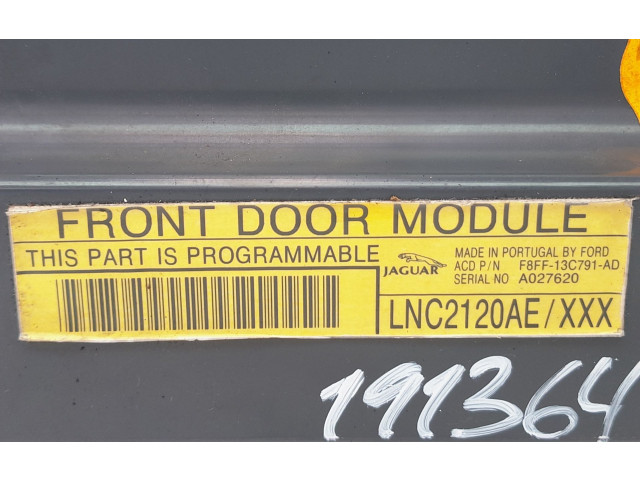 FRONT DOOR MODULE
THIS PART IS PROGRAMMABLE
JAGUAR
MADE IN PORTUGAL BY FORD
ACD P/N F8FF-13C791-AD
SERIAL NO A027620
LNC2120AE/XXX
191364